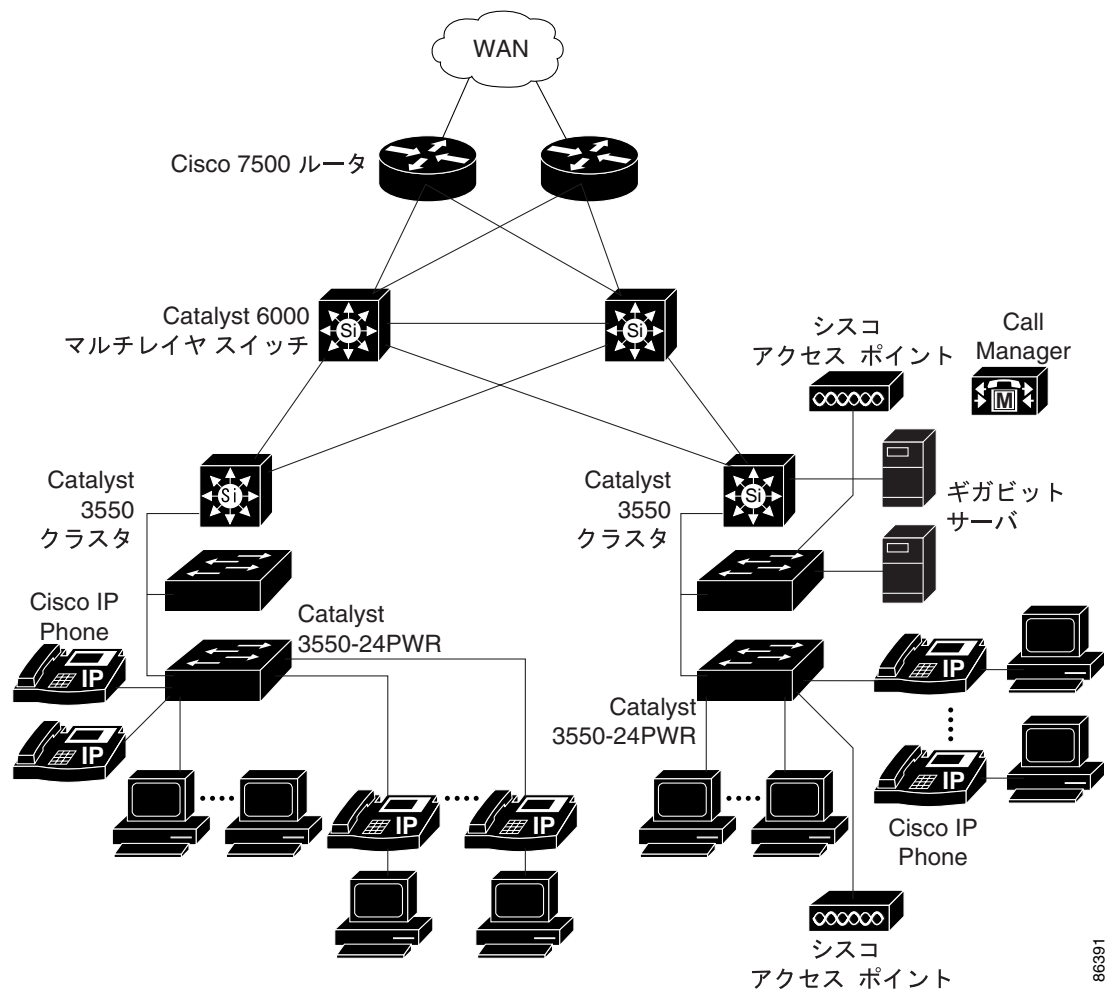 WAN
Cisco 7500 ルータ
Catalyst 6000
マルチレイヤ スイッチ
Si
Si
シスコ
アクセス ポイント
Call
Manager
M
Catalyst
3550
クラスタ
Si
Catalyst
3550
クラスタ
Si
ギガビット
サーバ
Cisco IP
Phone
Catalyst
3550-24PWR
IP
IP
IP
IP
Catalyst
3550-24PWR
IP
IP
Cisco IP
Phone
シスコ
アクセス ポイント
86391